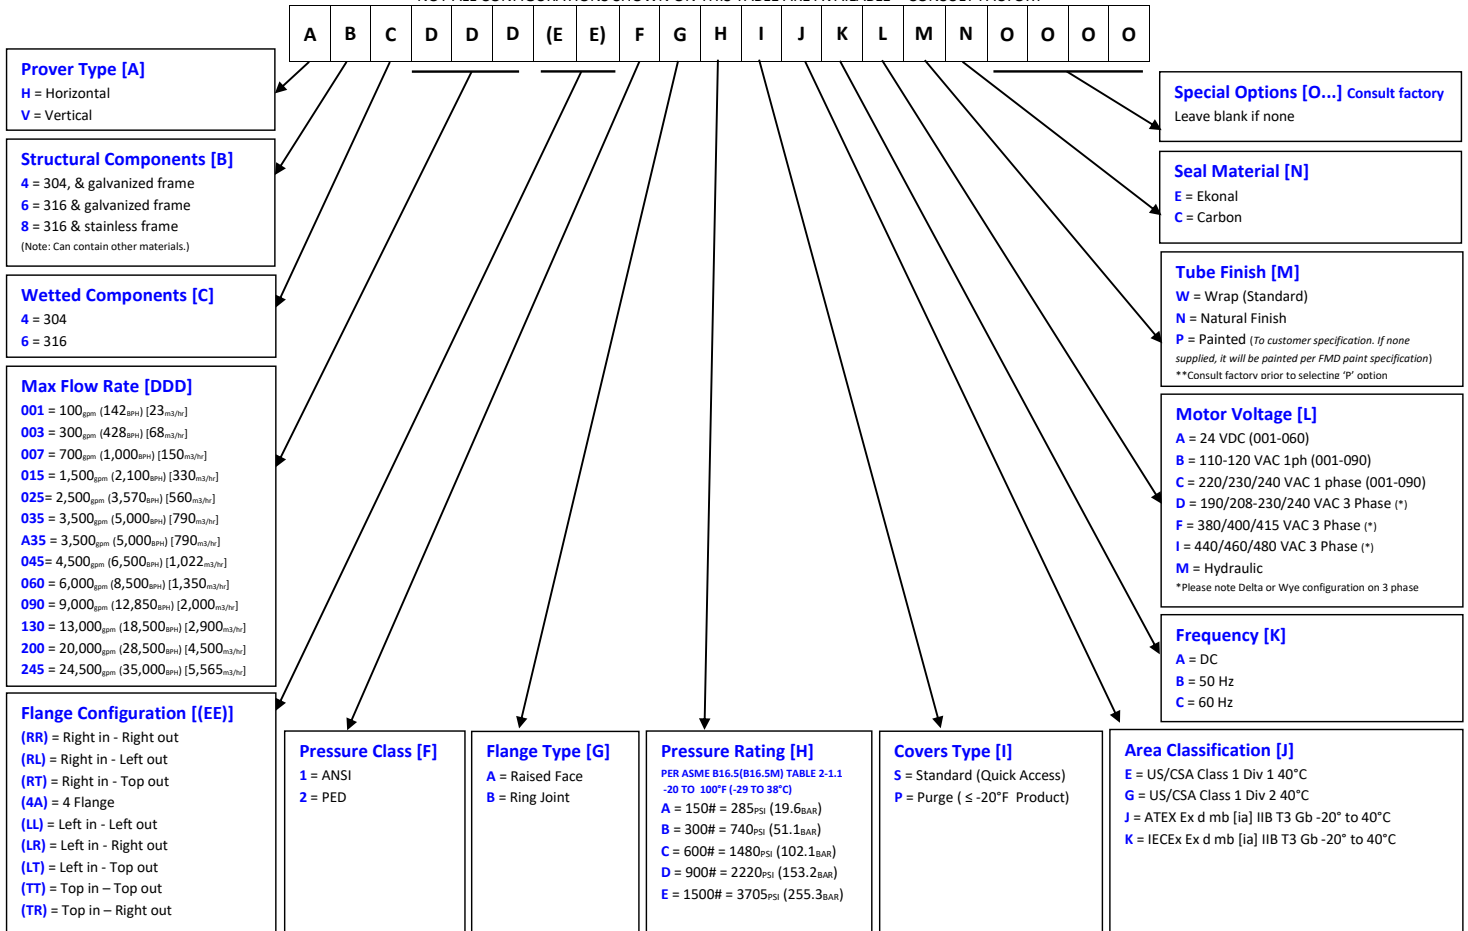 NOT ALL CONFIGURATIONS SHOWN ON THIS TABLE ARE AVAILABLE – CONSULT FACTORY
A B C D D D (E E) F G H I J K L M N O O O O
Prover Type [A]
H = Horizontal
V = Vertical
Structural Components [B]
4 = 304, & galvanized frame
6 = 316 & galvanized frame
8 = 316 & stainless frame
(Note: Can contain other materials.)
Wetted Components [C]
4 = 304
6 = 316
Max Flow Rate [DDD]
001 = 100gpm (142BPH) [23m3/hr]
003 = 300gpm (428BPH) [68m3/hr]
007 = 700gpm (1,000BPH) [150m3/hr]
015 = 1,500gpm (2,100BPH) [330m3/hr]
025= 2,500gpm (3,570BPH) [560m3/hr]
035 = 3,500gpm (5,000BPH) [790m3/hr]
A35 = 3,500gpm (5,000BPH) [790m3/hr]
045= 4,500gpm (6,500BPH) [1,022m3/hr]
060 = 6,000gpm (8,500BPH) [1,350m3/hr]
090 = 9,000gpm (12,850BPH) [2,000m3/hr]
130 = 13,000gpm (18,500BPH) [2,900m3/hr]
200 = 20,000gpm (28,500BPH) [4,500m3/hr]
245 = 24,500gpm (35,000BPH) [5,565m3/hr]
Flange Configuration [(EE)]
(RR) = Right in - Right out
(RL) = Right in - Left out
(RT) = Right in - Top out
(4A) = 4 Flange
(LL) = Left in - Left out
(LR) = Left in - Right out
(LT) = Left in - Top out
(TT) = Top in – Top out
(TR) = Top in – Right out
Pressure Class [F]
1 = ANSI
2 = PED
Flange Type [G]
A = Raised Face
B = Ring Joint
Pressure Rating [H]
PER ASME B16.5(B16.5M) TABLE 2-1.1
-20 TO 100°F (-29 TO 38°C)
A = 150# = 285PSI (19.6BAR)
B = 300# = 740PSI (51.1BAR)
C = 600# = 1480PSI (102.1BAR)
D = 900# = 2220PSI (153.2BAR)
E = 1500# = 3705PSI (255.3BAR)
Covers Type [I]
S = Standard (Quick Access)
P = Purge ( ≤ -20°F Product)
Area Classification [J]
E = US/CSA Class 1 Div 1 40°C
G = US/CSA Class 1 Div 2 40°C
J = ATEX Ex d mb [ia] IIB T3 Gb -20° to 40°C
K = IECEx Ex d mb [ia] IIB T3 Gb -20° to 40°C
Frequency [K]
A = DC
B = 50 Hz
C = 60 Hz
Motor Voltage [L]
A = 24 VDC (001-060)
B = 110-120 VAC 1ph (001-090)
C = 220/230/240 VAC 1 phase (001-090)
D = 190/208-230/240 VAC 3 Phase (*)
F = 380/400/415 VAC 3 Phase (*)
I = 440/460/480 VAC 3 Phase (*)
M = Hydraulic
*Please note Delta or Wye configuration on 3 phase
Tube Finish [M]
W = Wrap (Standard)
N = Natural Finish
P = Painted (To customer specification. If none
supplied, it will be painted per FMD paint specification)
**Consult factory prior to selecting ‘P’ option
Seal Material [N]
E = Ekonal
C = Carbon
Special Options [O...] Consult factory
Leave blank if none